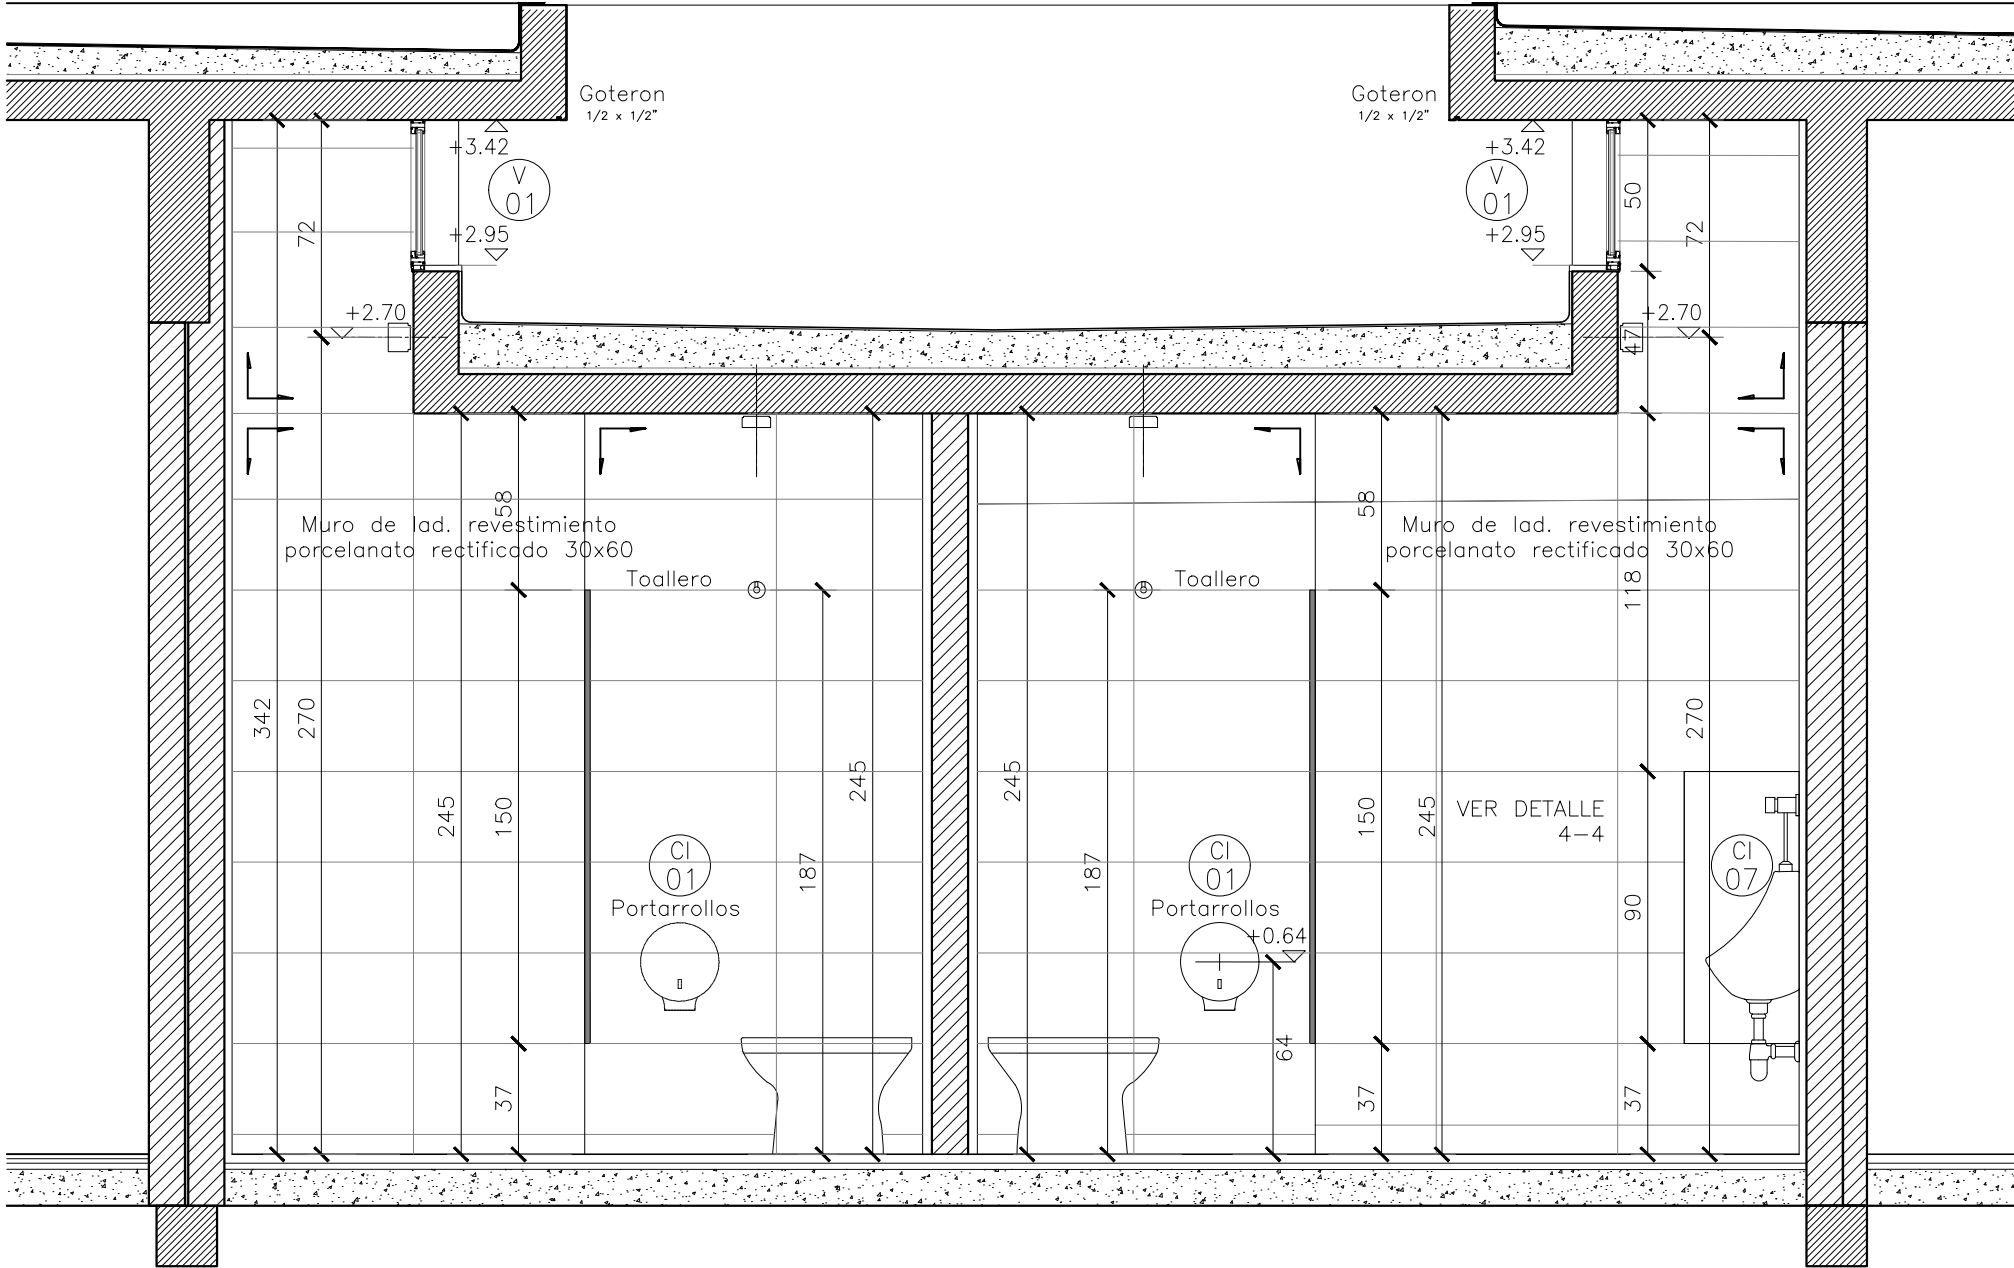 Goteron
1/2 x 1/2"
Goteron
1/2 x 1/2"
+3.42
V
01
+2.95
+3.42
V
01
+2.95
50
72
72
+2.70
+2.70
47
58
58
Muro de lad. revestimiento
porcelanato rectificado 30x60
Muro de lad. revestimiento
porcelanato rectificado 30x60
Toallero
Toallero
118
342
270
270
245
150
245
245
150
245
VER DETALLE
4-4
187
187
CI
01
Portarrollos
CI
01
Portarrollos
CI
07
90
+0.64
64
37
37
37